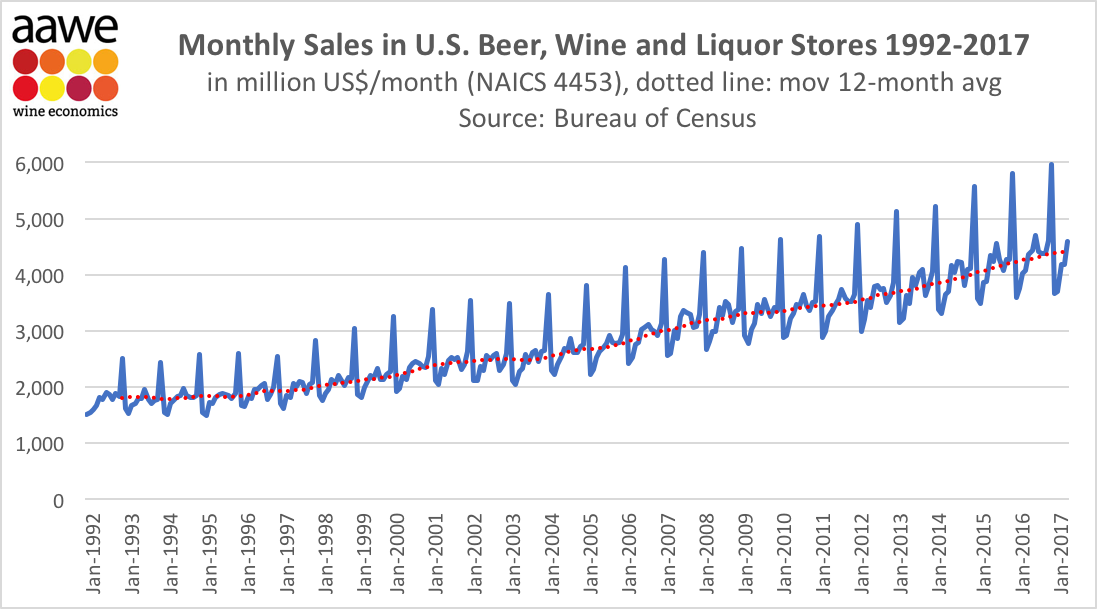 aawe
wine economics
Monthly Sales in U.S. Beer, Wine and Liquor Stores 1992-2017
in million US$/month (NAICS 4453), dotted line: mov 12-month avg
Source: Bureau of Census
6,000
5,000
4,000
3,000
2,000
1,000
0
Jan-1992
Jan-1993
Jan-1994
Jan-1995
Jan-1996
Jan-1997
Jan-1998
Jan-1999
Jan-2000
Jan-2001
Jan-2002
Jan-2003
Jan-2004
Jan-2005
Jan-2006
Jan-2007
Jan-2008
Jan-2009
Jan-2010
Jan-2011
Jan-2012
Jan-2013
Jan-2014
Jan-2015
Jan-2016
Jan-2017